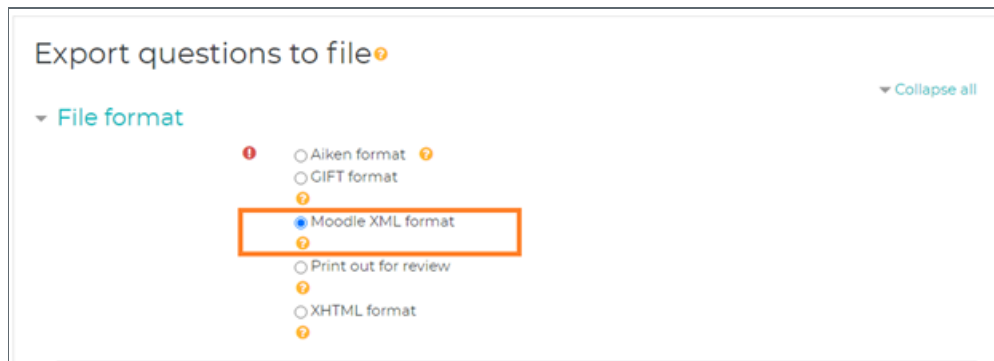 Export questions to file
Collapse all
File format
Aiken format
GIFT format
Moodle XML format
Print out for review
XHTML format